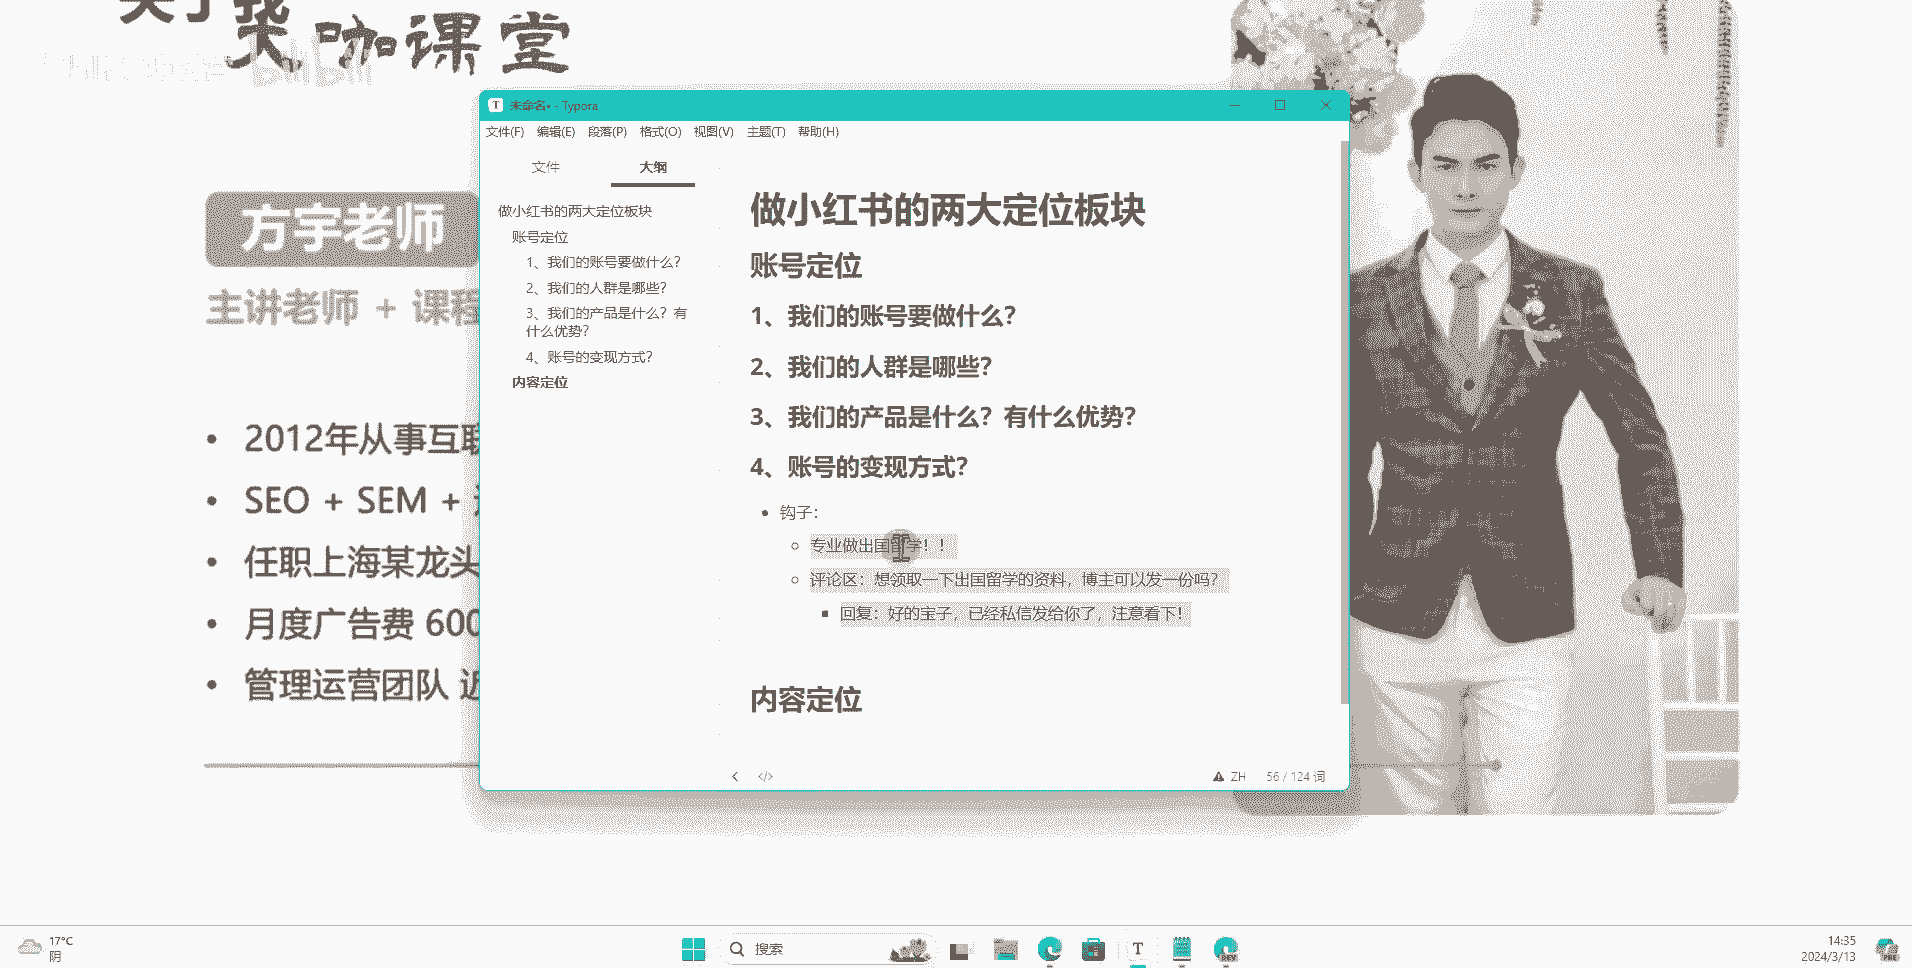 大咖课堂
bilibili
方宇老师
主讲老师 + 课程
2012年从事互联
SEO + SEM +
任职上海某龙头
月度广告费 600
管理运营团队 近
未命名• - Typora
文件(F) 编辑(E) 段落(P) 格式(O) 视图(V) 主题(T) 帮助(H)
文件 大纲
做小红书的两大定位板块
账号定位
1、我们的账号要做什么？
2、我们的人群是哪些？
3、我们的产品是什么？有
什么优势？
4、账号的变现方式？
内容定位
做小红书的两大定位板块
账号定位
1、我们的账号要做什么？
2、我们的人群是哪些？
3、我们的产品是什么？有什么优势？
4、账号的变现方式？
钩子：
专业做出国留学！！
评论区：想领取一下出国留学的资料，博主可以发一份吗？
回复：好的宝子，已经私信发给你了，注意看下！
内容定位
ZH 56 / 124 词
17°C
阴
搜索
T
DEV
14:35
2024/3/13
PRE